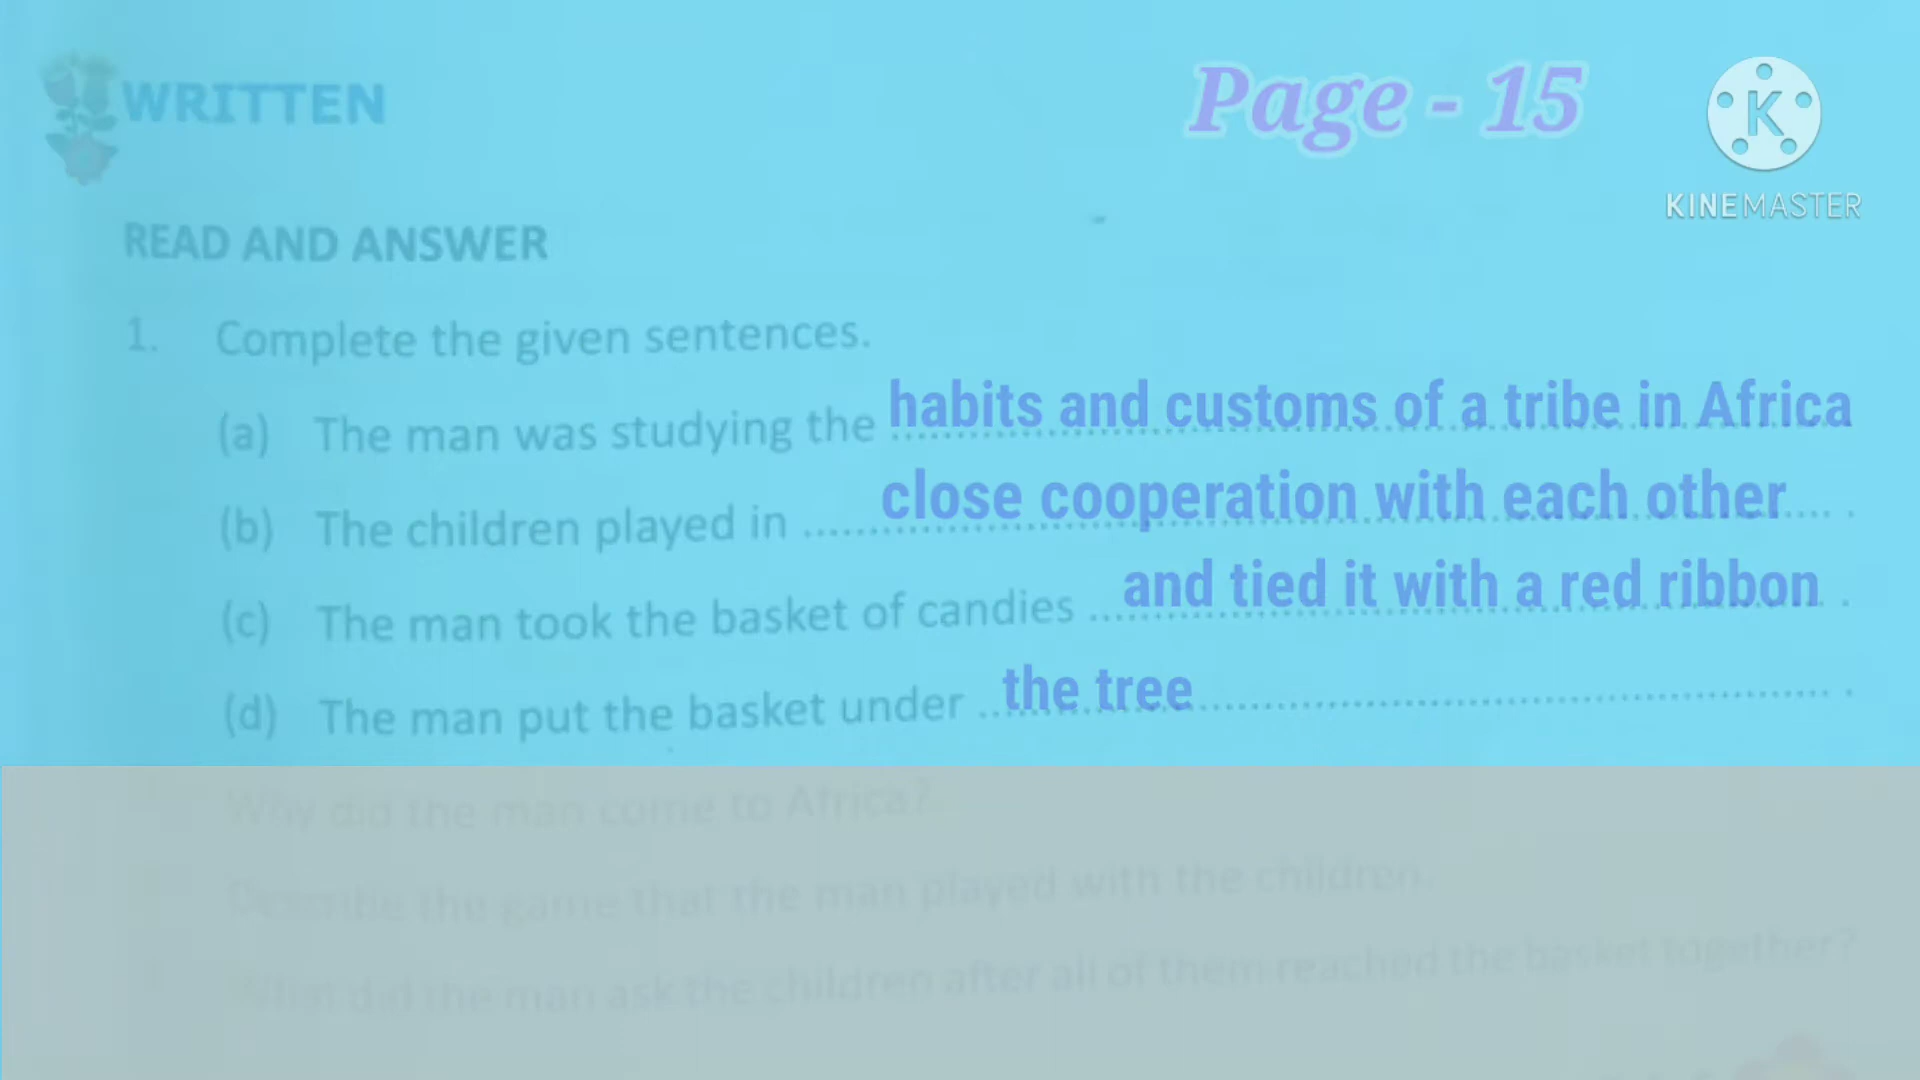 WRITTEN
Page - 15
KINEMASTER
READ AND ANSWER
1. Complete the given sentences.
(a) The man was studying the habits and customs of a tribe in Africa
(b) The children played in close cooperation with each other .
(c) The man took the basket of candies and tied it with a red ribbon .
(d) The man put the basket under the tree .
Why did the man come to Africa?
Describe the game that the man played with the children.
What did the man ask the children after all of them reached the basket together?